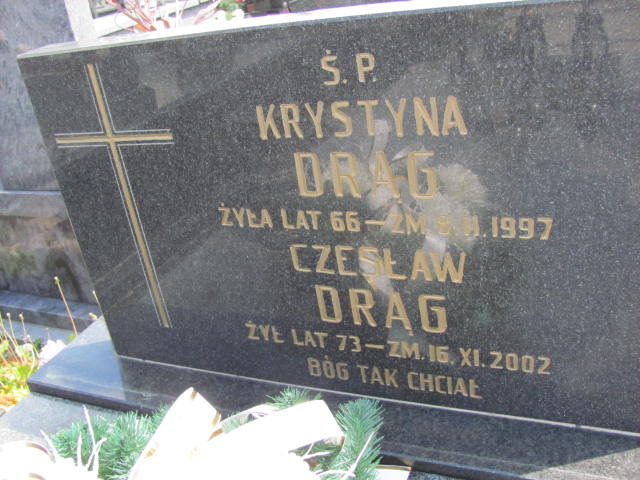 Ś.P.
KRYSTYNA
DRĄG
ŻYŁA LAT 66 – ZM. 8.II.1997
CZESŁAW
DRĄG
ŻYŁ LAT 73 – ZM. 16.XI.2002
BÓG TAK CHCIAŁ